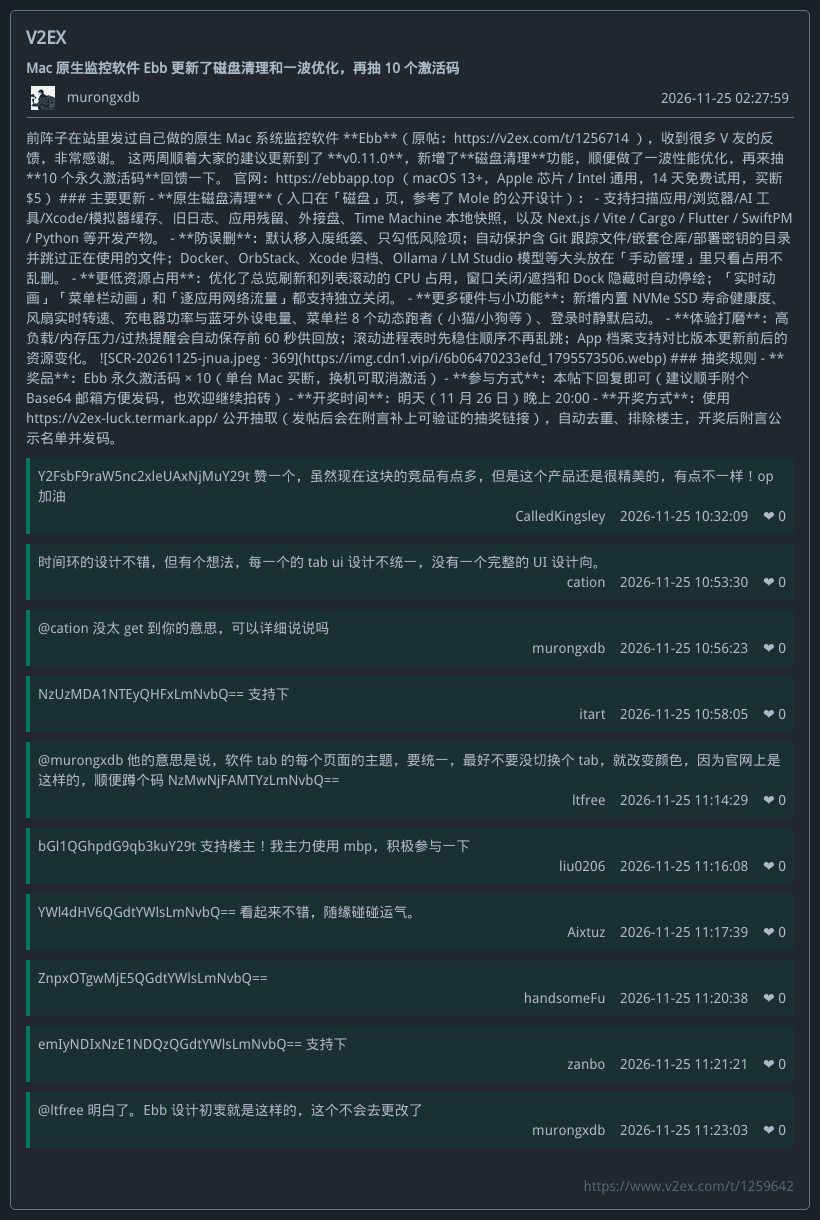 V2EX
Mac 原生监控软件 Ebb 更新了磁盘清理和一波优化，再抽 10 个激活码
murongxdb 2026-11-25 02:27:59
前阵子在站里发过自己做的原生 Mac 系统监控软件 **Ebb**（原帖：https://v2ex.com/t/1256714 ），收到很多 V 友的反
馈，非常感谢。 这两周顺着大家的建议更新到了 **v0.11.0**，新增了**磁盘清理**功能，顺便做了一波性能优化，再来抽
**10 个永久激活码**回馈一下。 官网：https://ebbapp.top （ macOS 13+，Apple 芯片 / Intel 通用，14 天免费试用，买断
$5 ） ### 主要更新 - **原生磁盘清理**（ 入口在「磁盘」页，参考了 Mole 的公开设计）： - 支持扫描应用/浏览器/AI 工
具/Xcode/模拟器缓存、旧日志、应用残留、外接盘、Time Machine 本地快照，以及 Next.js / Vite / Cargo / Flutter / SwiftPM
/ Python 等开发产物。 - **防误删**：默认移入废纸篓、只勾低风险项；自动保护含 Git 跟踪文件/嵌套仓库/部署密钥的目录
并跳过正在使用的文件；Docker、OrbStack、Xcode 归档、Ollama / LM Studio 模型等大头放在「手动管理」里只看占用不
乱删。 - **更低资源占用**：优化了总览刷新和列表滚动的 CPU 占用，窗口关闭/遮挡和 Dock 隐藏时自动停绘；「实时动
画」「菜单栏动画」和「逐应用网络流量」都支持独立关闭。 - **更多硬件与小功能**：新增内置 NVMe SSD 寿命健康度、
风扇实时转速、充电器功率与蓝牙外设电量、菜单栏 8 个动态跑者（小猫/小狗等）、登录时静默启动。 - **体验打磨**：高
负载/内存压力/过热提醒会自动保存前 60 秒供回放；滚动进程表时先稳住顺序不再乱跳；App 档案支持对比版本更新前后的
资源变化。 ![SCR-20261125-jnua.jpeg · 369](https://img.cdn1.vip/i/6b06470233efd_1795573506.webp) ### 抽奖规则 - **
奖品**：Ebb 永久激活码 × 10（单台 Mac 买断，换机可取消激活） - **参与方式**：本帖下回复即可（建议顺手附个
Base64 邮箱方便发码，也欢迎继续拍砖） - **开奖时间**：明天（ 11 月 26 日）晚上 20:00 - **开奖方式**：使用
https://v2ex-luck.termark.app/ 公开抽取（ 发帖后会在附言补上可验证的抽奖链接），自动去重、排除楼主，开奖后附言公
示名单并发码。
Y2FsbF9raW5nc2xleUAxNjMuY29t 赞一个，虽然现在这块的竞品有点多，但是这个产品还是很精美的，有点不一样！op
加油
CalledKingsley 2026-11-25 10:32:09 ❤ 0
时间环的设计不错，但有个想法，每一个的 tab ui 设计不统一，没有一个完整的 UI 设计向。
cation 2026-11-25 10:53:30 ❤ 0
@cation 没太 get 到你的意思，可以详细说说吗
murongxdb 2026-11-25 10:56:23 ❤ 0
NzUzMDA1NTEyQHFxLmNvbQ== 支持下
itart 2026-11-25 10:58:05 ❤ 0
@murongxdb 他的意思是说，软件 tab 的每个页面的主题，要统一，最好不要没切换个 tab，就改变颜色，因为官网上是
这样的，顺便蹲个码 NzMwNjFAMTYzLmNvbQ==
ltfree 2026-11-25 11:14:29 ❤ 0
bGl1QGhpdG9qb3kuY29t 支持楼主！我主力使用 mbp，积极参与一下
liu0206 2026-11-25 11:16:08 ❤ 0
YWl4dHV6QGdtYWlsLmNvbQ== 看起来不错，随缘碰碰运气。
Aixtuz 2026-11-25 11:17:39 ❤ 0
ZnpxOTgwMjE5QGdtYWlsLmNvbQ==
handsomeFu 2026-11-25 11:20:38 ❤ 0
emIyNDIxNzE1NDQzQGdtYWlsLmNvbQ== 支持下
zanbo 2026-11-25 11:21:21 ❤ 0
@ltfree 明白了。Ebb 设计初衷就是这样的，这个不会去更改了
murongxdb 2026-11-25 11:23:03 ❤ 0
https://www.v2ex.com/t/1259642